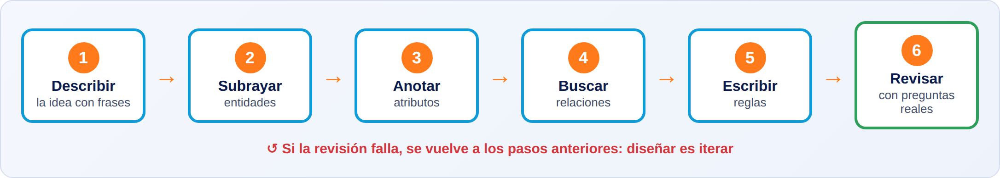 1
Describir
la idea con frases
→
2
Subrayar
entidades
→
3
Anotar
atributos
→
4
Buscar
relaciones
→
5
Escribir
reglas
→
6
Revisar
con preguntas
reales
↺ Si la revisión falla, se vuelve a los pasos anteriores: diseñar es iterar